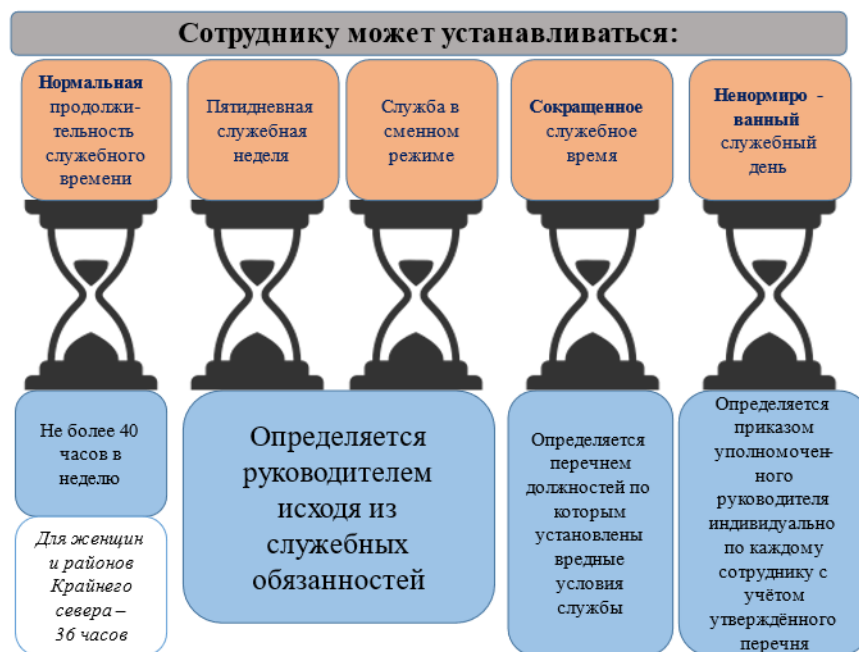 Сотруднику может устанавливаться:
Нормальная
продолжи-
тельность
служебного
времени
Пятидневная
служебная
неделя
Служба в
сменном
режиме
Сокращенное
служебное
время
Ненормиро -
ванный
служебный
день
Не более 40
часов в
неделю
Для женщин
и районов
Крайнего
севера –
36 часов
Определяется
руководителем
исходя из
служебных
обязанностей
Определяется
перечнем
должностей по
которым
установлены
вредные
условия
службы
Определяется
приказом
уполномочен-
ного
руководителя
индивидуально
по каждому
сотруднику с
учётом
утверждённого
перечня